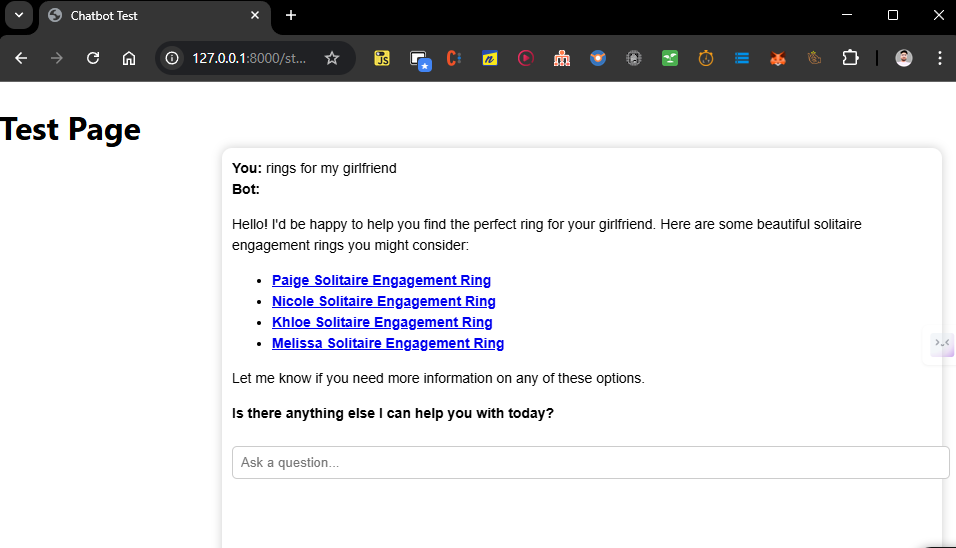 Chatbot Test
127.0.0.1:8000/st...
Test Page
You: rings for my girlfriend
Bot:
Hello! I'd be happy to help you find the perfect ring for your girlfriend. Here are some beautiful solitaire
engagement rings you might consider:
• Paige Solitaire Engagement Ring
• Nicole Solitaire Engagement Ring
• Khloe Solitaire Engagement Ring
• Melissa Solitaire Engagement Ring
Let me know if you need more information on any of these options.
Is there anything else I can help you with today?
Ask a question...